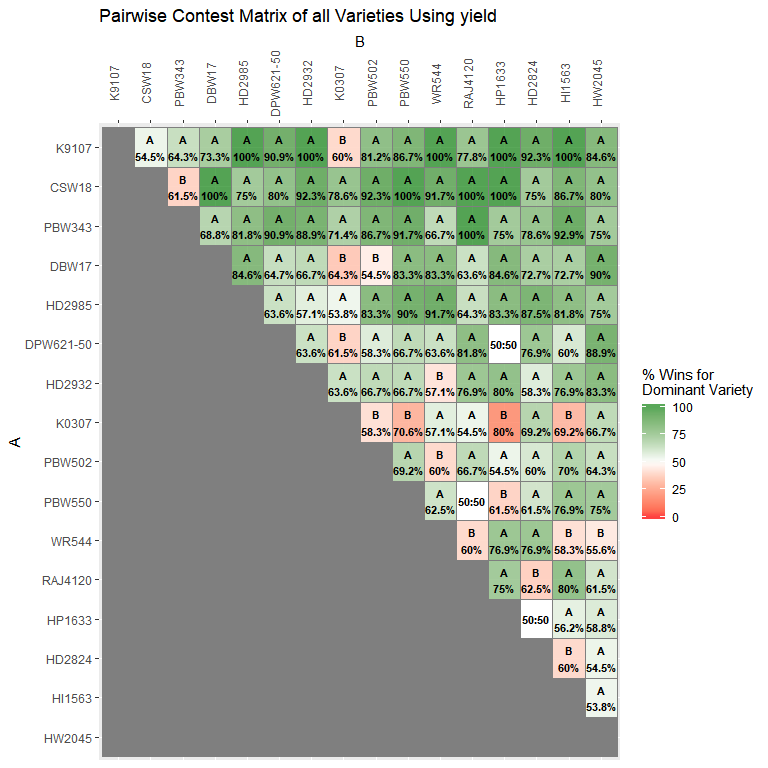 Pairwise Contest Matrix of all Varieties Using yield
B
K9107 CSW18 PBW343 DBW17 HD2985 DPW621-50 HD2932 K0307 PBW502 PBW550 WR544 RAJ4120 HP1633 HD2824 HI1563 HW2045
K9107 A 54.5% A 64.3% A 73.3% A 100% A 90.9% A 100% B 60% A 81.2% A 86.7% A 100% A 77.8% A 100% A 92.3% A 100% A 84.6%
CSW18 B 61.5% A 100% A 75% A 80% A 92.3% A 78.6% A 92.3% A 100% A 91.7% A 100% A 100% A 75% A 86.7% A 80%
PBW343 A 68.8% A 81.8% A 90.9% A 88.9% A 71.4% A 86.7% A 91.7% A 66.7% A 100% A 75% A 78.6% A 92.9% A 75%
DBW17 A 84.6% A 64.7% A 66.7% B 64.3% B 54.5% A 83.3% A 83.3% A 63.6% A 84.6% A 72.7% A 72.7% A 90%
HD2985 A 63.6% A 57.1% A 53.8% A 83.3% A 90% A 91.7% A 64.3% A 83.3% A 87.5% A 81.8% A 75%
DPW621-50 A 63.6% B 61.5% A 58.3% A 66.7% A 63.6% A 81.8% 50:50 A 76.9% A 60% A 88.9%
HD2932 A 63.6% A 66.7% A 66.7% B 57.1% A 76.9% A 80% A 58.3% A 76.9% A 83.3%
K0307 B 58.3% B 70.6% A 57.1% A 54.5% B 80% A 69.2% B 69.2% A 66.7%
PBW502 A 69.2% B 60% A 66.7% A 54.5% A 60% A 70% A 64.3%
PBW550 A 62.5% 50:50 B 61.5% A 61.5% A 76.9% A 75%
WR544 B 60% A 76.9% A 76.9% B 58.3% B 55.6%
RAJ4120 A 75% B 62.5% A 80% A 61.5%
HP1633 50:50 A 56.2% A 58.8%
HD2824 B 60% A 54.5%
HI1563 A 53.8%
HW2045
A
% Wins for
Dominant Variety
100
75
50
25
0